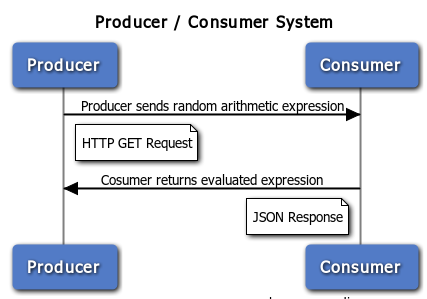 Producer / Consumer System
Producer Consumer
Producer sends random arithmetic expression
HTTP GET Request
Cosumer returns evaluated expression
JSON Response
Producer Consumer